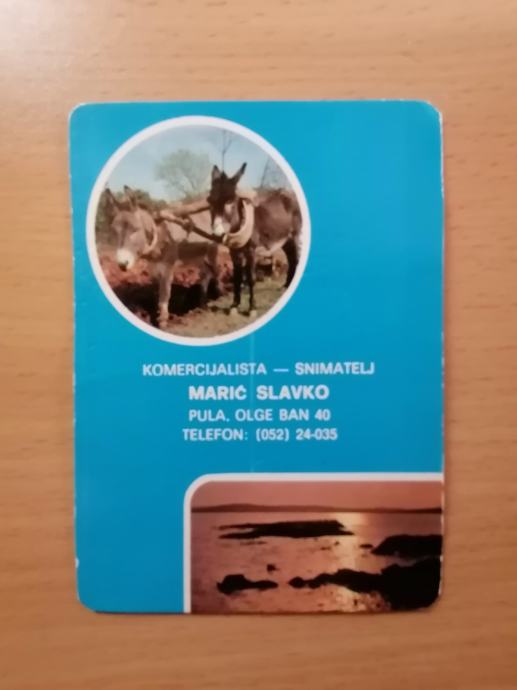 KOMERCIJALISTA — SNIMATELJ
MARIĆ SLAVKO
PULA, OLGE BAN 40
TELEFON: (052) 24-035